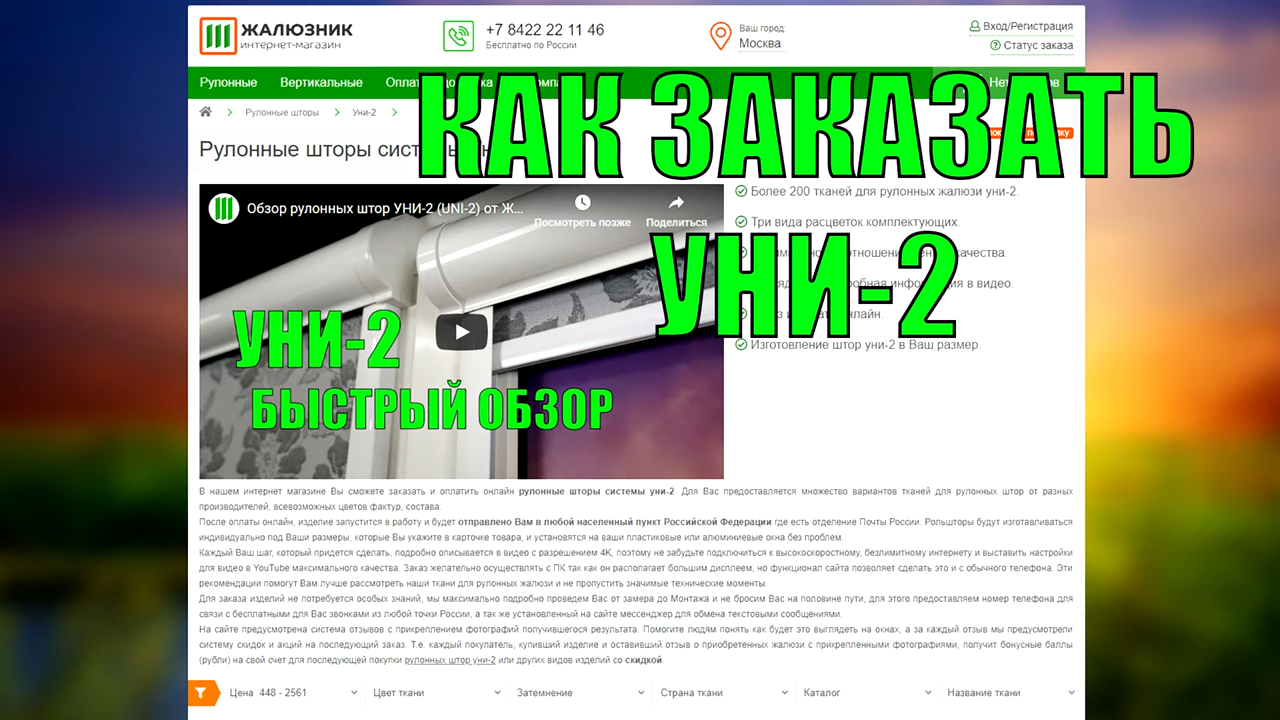 ЖАЛЮЗНИК
интернет-магазин
+7 8422 22 11 46
Бесплатно по России
Ваш город:
Москва
Вход/Регистрация
Статус заказа
Рулонные Вертикальные
КАК ЗАКАЗАТЬ
УНИ-2
Рулонные шторы Уни-2
Рулонные шторы
Обзор рулонных штор УНИ-2 (UNI-2) от Ж...
Посмотреть позже Поделиться
УНИ-2
БЫСТРЫЙ ОБЗОР
Более 200 тканей для рулонных жалюзи уни-2.
Три вида расцветок комплектующих.
качества.
в видео.
Изготовление штор уни-2 в Ваш размер.
В нашем интернет магазине Вы сможете заказать и оплатить онлайн рулонные шторы системы уни-2. Для Вас предоставляется множество вариантов тканей для рулонных штор от разных
производителей, всевозможных цветов фактур, состава.
После оплаты онлайн, изделие запустится в работу и будет отправлено Вам в любой населенный пункт Российской Федерации где есть отделение Почты России. Рольшторы будут изготавливаться
индивидуально под Ваши размеры, которые Вы укажите в карточке товара, и установятся на ваши пластиковые или алюминиевые окна без проблем.
Каждый Ваш шаг, который придется сделать, подробно описывается в видео с разрешением 4K, поэтому не забудьте подключиться к высокоскоростному, безлимитному интернету и выставить настройки
для видео в YouTube максимального качества. Заказ желательно осуществлять с ПК так как он располагает большим дисплеем, но функционал сайта позволяет сделать это и с обычного телефона. Эти
рекомендации помогут Вам лучше рассмотреть наши ткани для рулонных жалюзи и не пропустить значимые технические моменты.
Для заказа изделий не потребуется особых знаний, мы максимально подробно проведем Вас от замера до Монтажа и не бросим Вас на половине пути, для этого предоставляем номер телефона для
связи с бесплатными для Вас звонками из любой точки России, а так же установленный на сайте мессенджер для обмена текстовыми сообщениями.
На сайте предусмотрена система отзывов с прикреплением фотографий получившегося результата. Помогите людям понять как будет это выглядеть на окнах, а за каждый отзыв мы предусмотрели
систему скидок и акций на последующий заказ. Т.е. каждый покупатель, купивший изделие и оставивший отзыв о приобретенных жалюзи с прикрепленными фотографиями, получит бонусные баллы
(рубли) на свой счет для последующей покупки рулонных штор уни-2 или других видов изделий со скидкой.
Цена 448 - 2561 Цвет ткани Затемнение Страна ткани Каталог Название ткани